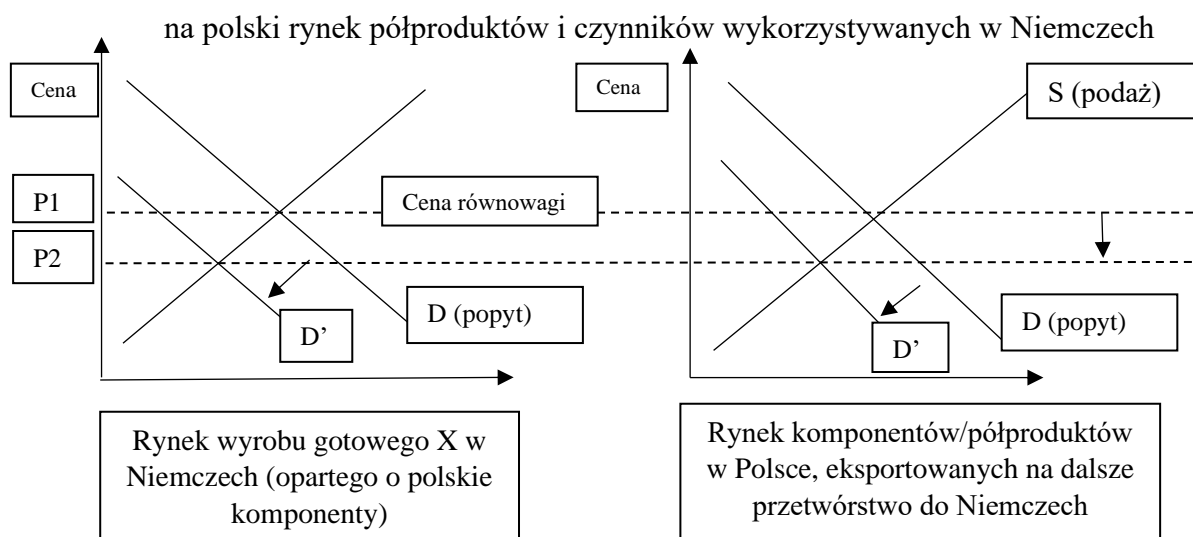 na polski rynek półproduktów i czynników wykorzystywanych w Niemczech
Cena
Cena
S (podaż)
P1
Cena równowagi
P2
D (popyt)
D’
D (popyt)
D’
Rynek wyrobu gotowego X w
Niemczech (opartego o polskie
komponenty)
Rynek komponentów/półproduktów
w Polsce, eksportowanych na dalsze
przetwórstwo do Niemczech